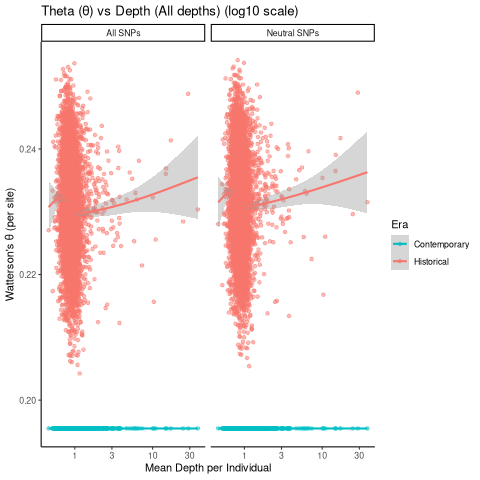 Theta (θ) vs Depth (All depths) (log10 scale)
All SNPs
Neutral SNPs
Watterson's θ (per site)
0.24
0.22
0.20
1
3
10
30
1
3
10
30
Mean Depth per Individual
Era
Contemporary
Historical